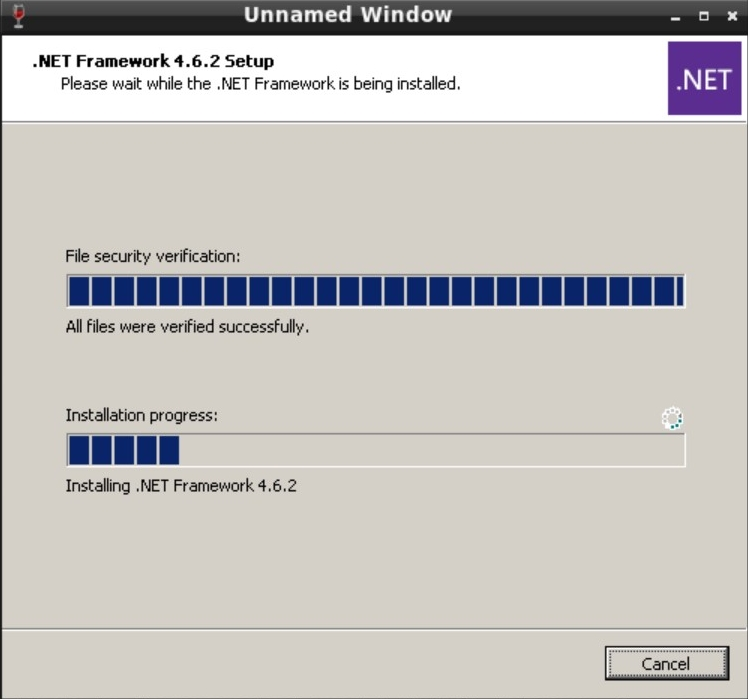 Unnamed Window
.NET Framework 4.6.2 Setup
Please wait while the .NET Framework is being installed.
.NET
File security verification:
All files were verified successfully.
Installation progress:
Installing .NET Framework 4.6.2
Cancel